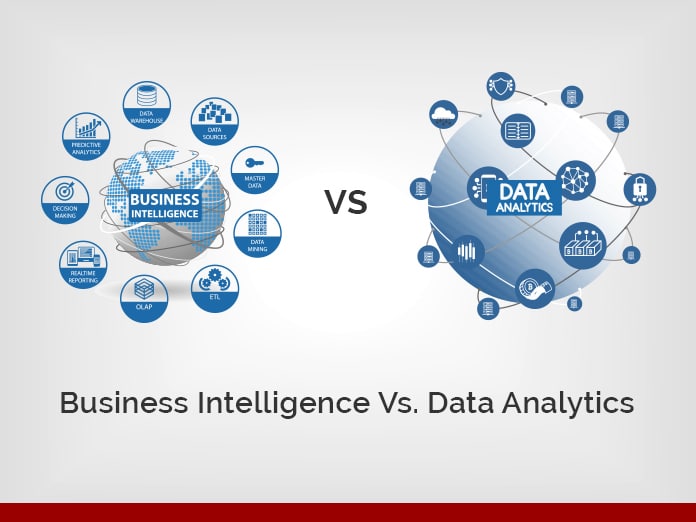 DATA
WAREHOUSE
DATA
SOURCES
PREDICTIVE
ANALYTICS
MASTER
DATA
DECISION
MAKING
BUSINESS
INTELLIGENCE
DATA
MINING
REALTIME
REPORTING
OLAP
ETL
VS
DATA
ANALYTICS
B B B
B
Business Intelligence Vs. Data Analytics